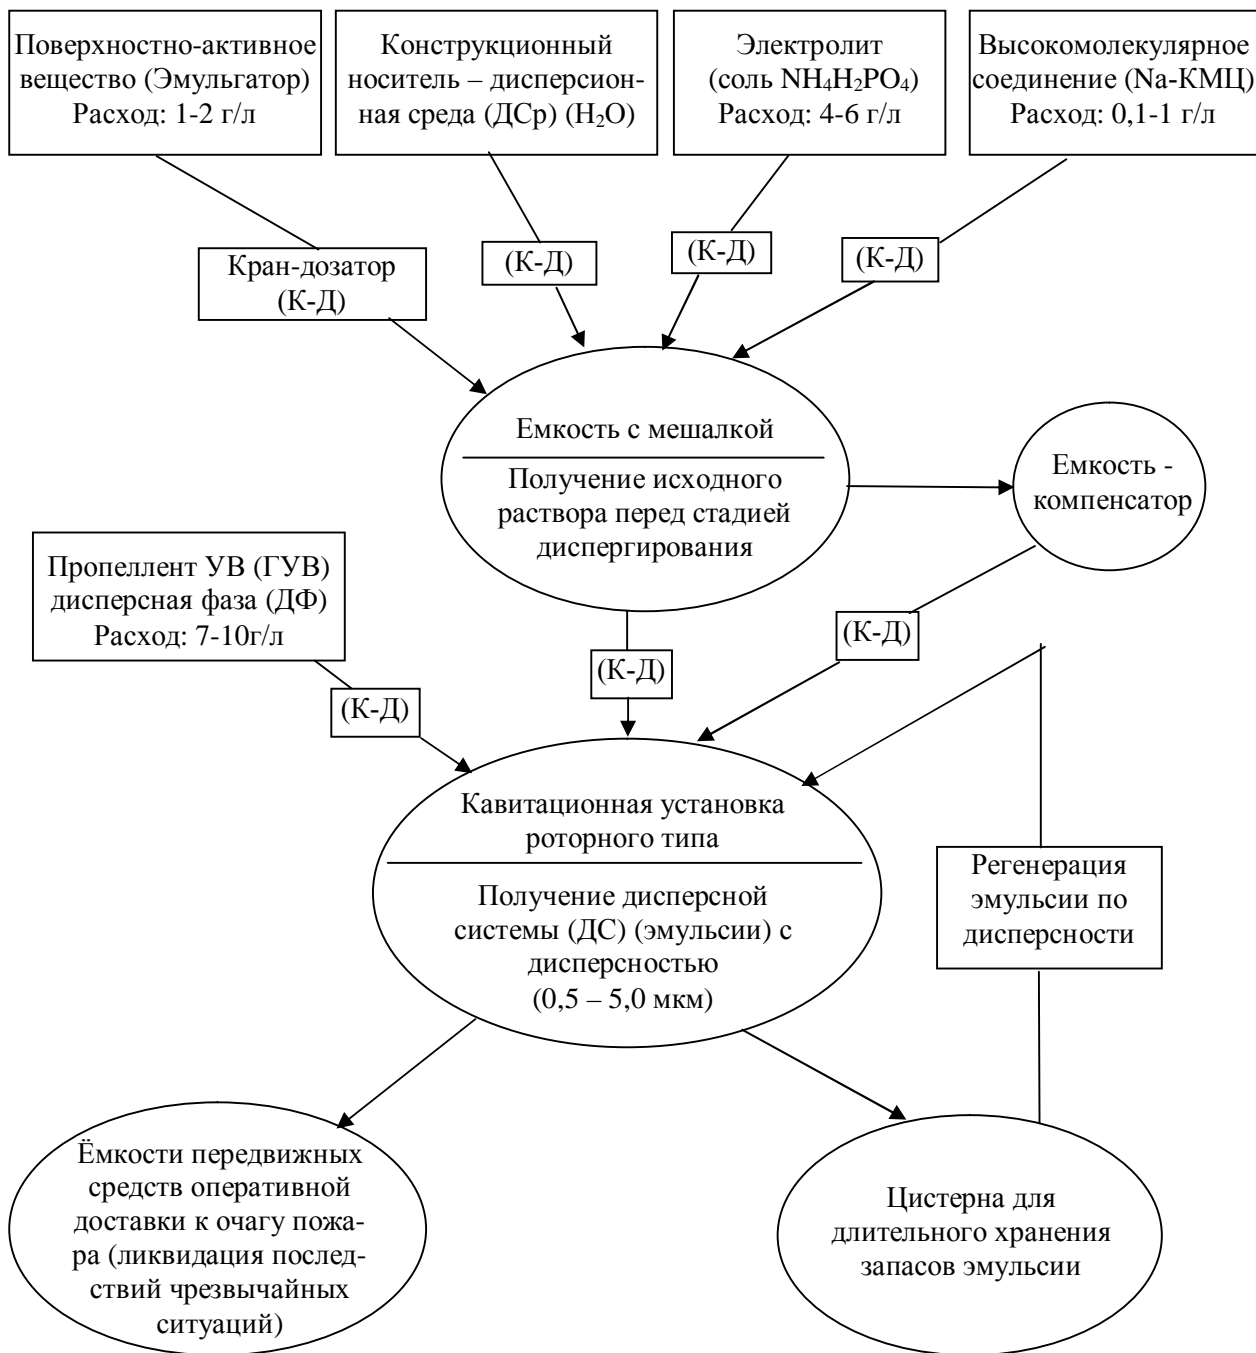 Поверхностно-активное
вещество (Эмульгатор)
Расход: 1-2 г/л
Конструкционный
носитель – дисперсион-
ная среда (ДСр) (H₂O)
Электролит
(соль NH₄H₂PO₄)
Расход: 4-6 г/л
Высокомолекулярное
соединение (Na-КМЦ)
Расход: 0,1-1 г/л
Кран-дозатор
(К-Д)
(К-Д)
(К-Д)
(К-Д)
Емкость с мешалкой
Получение исходного
раствора перед стадией
диспергирования
Емкость -
компенсатор
Пропеллент УВ (ГУВ)
дисперсная фаза (ДФ)
Расход: 7-10г/л
(К-Д)
(К-Д)
(К-Д)
Кавитационная установка
роторного типа
Получение дисперсной
системы (ДС) (эмульсии) с
дисперсностью
(0,5 – 5,0 мкм)
Регенерация
эмульсии по
дисперсности
Ёмкости передвижных
средств оперативной
доставки к очагу пожа-
ра (ликвидация послед-
ствий чрезвычайных
ситуаций)
Цистерна для
длительного хранения
запасов эмульсии